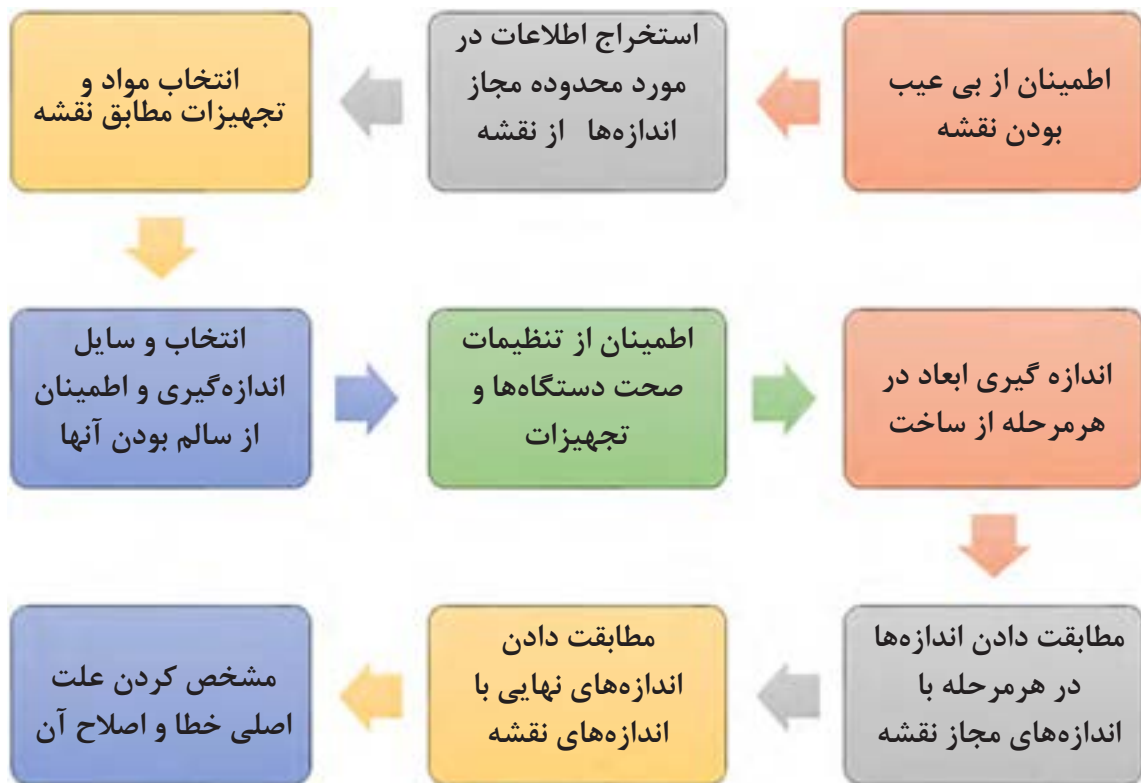 اطمینان از بی عیب
بودن نقشه
استخراج اطلاعات در
مورد محدوده مجاز
اندازه‌ها از نقشه
انتخاب مواد و
تجهیزات مطابق نقشه
انتخاب و سایل
اندازه‌گیری و اطمینان
از سالم بودن آنها
اطمینان از تنظیمات
صحت دستگاه‌ها و
تجهیزات
اندازه گیری ابعاد در
هرمرحله از ساخت
مطابقت دادن اندازه‌ها
در هرمرحله با
اندازه‌های مجاز نقشه
مطابقت دادن
اندازه‌های نهایی با
اندازه‌های نقشه
مشخص کردن علت
اصلی خطا و اصلاح آن